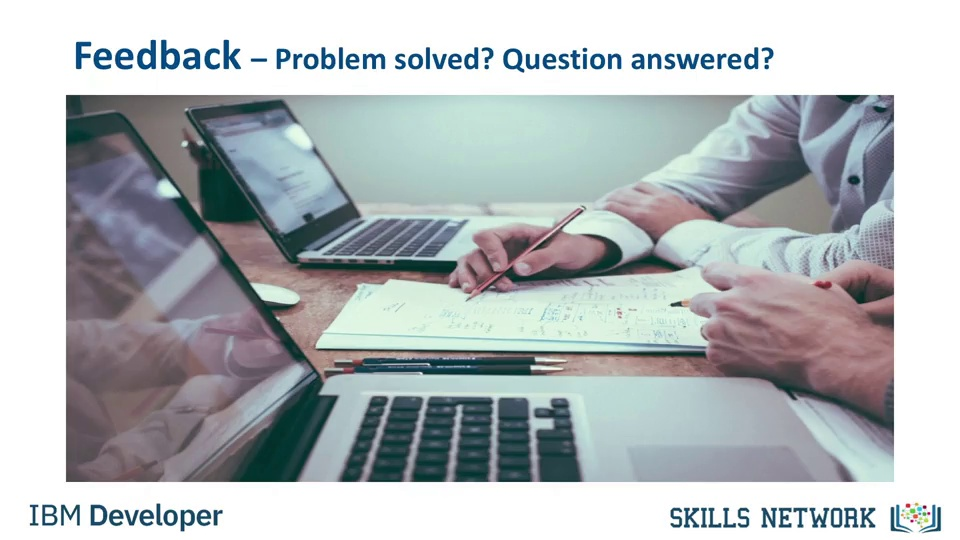 Feedback – Problem solved? Question answered?
IBM Developer
SKILLS NETWORK